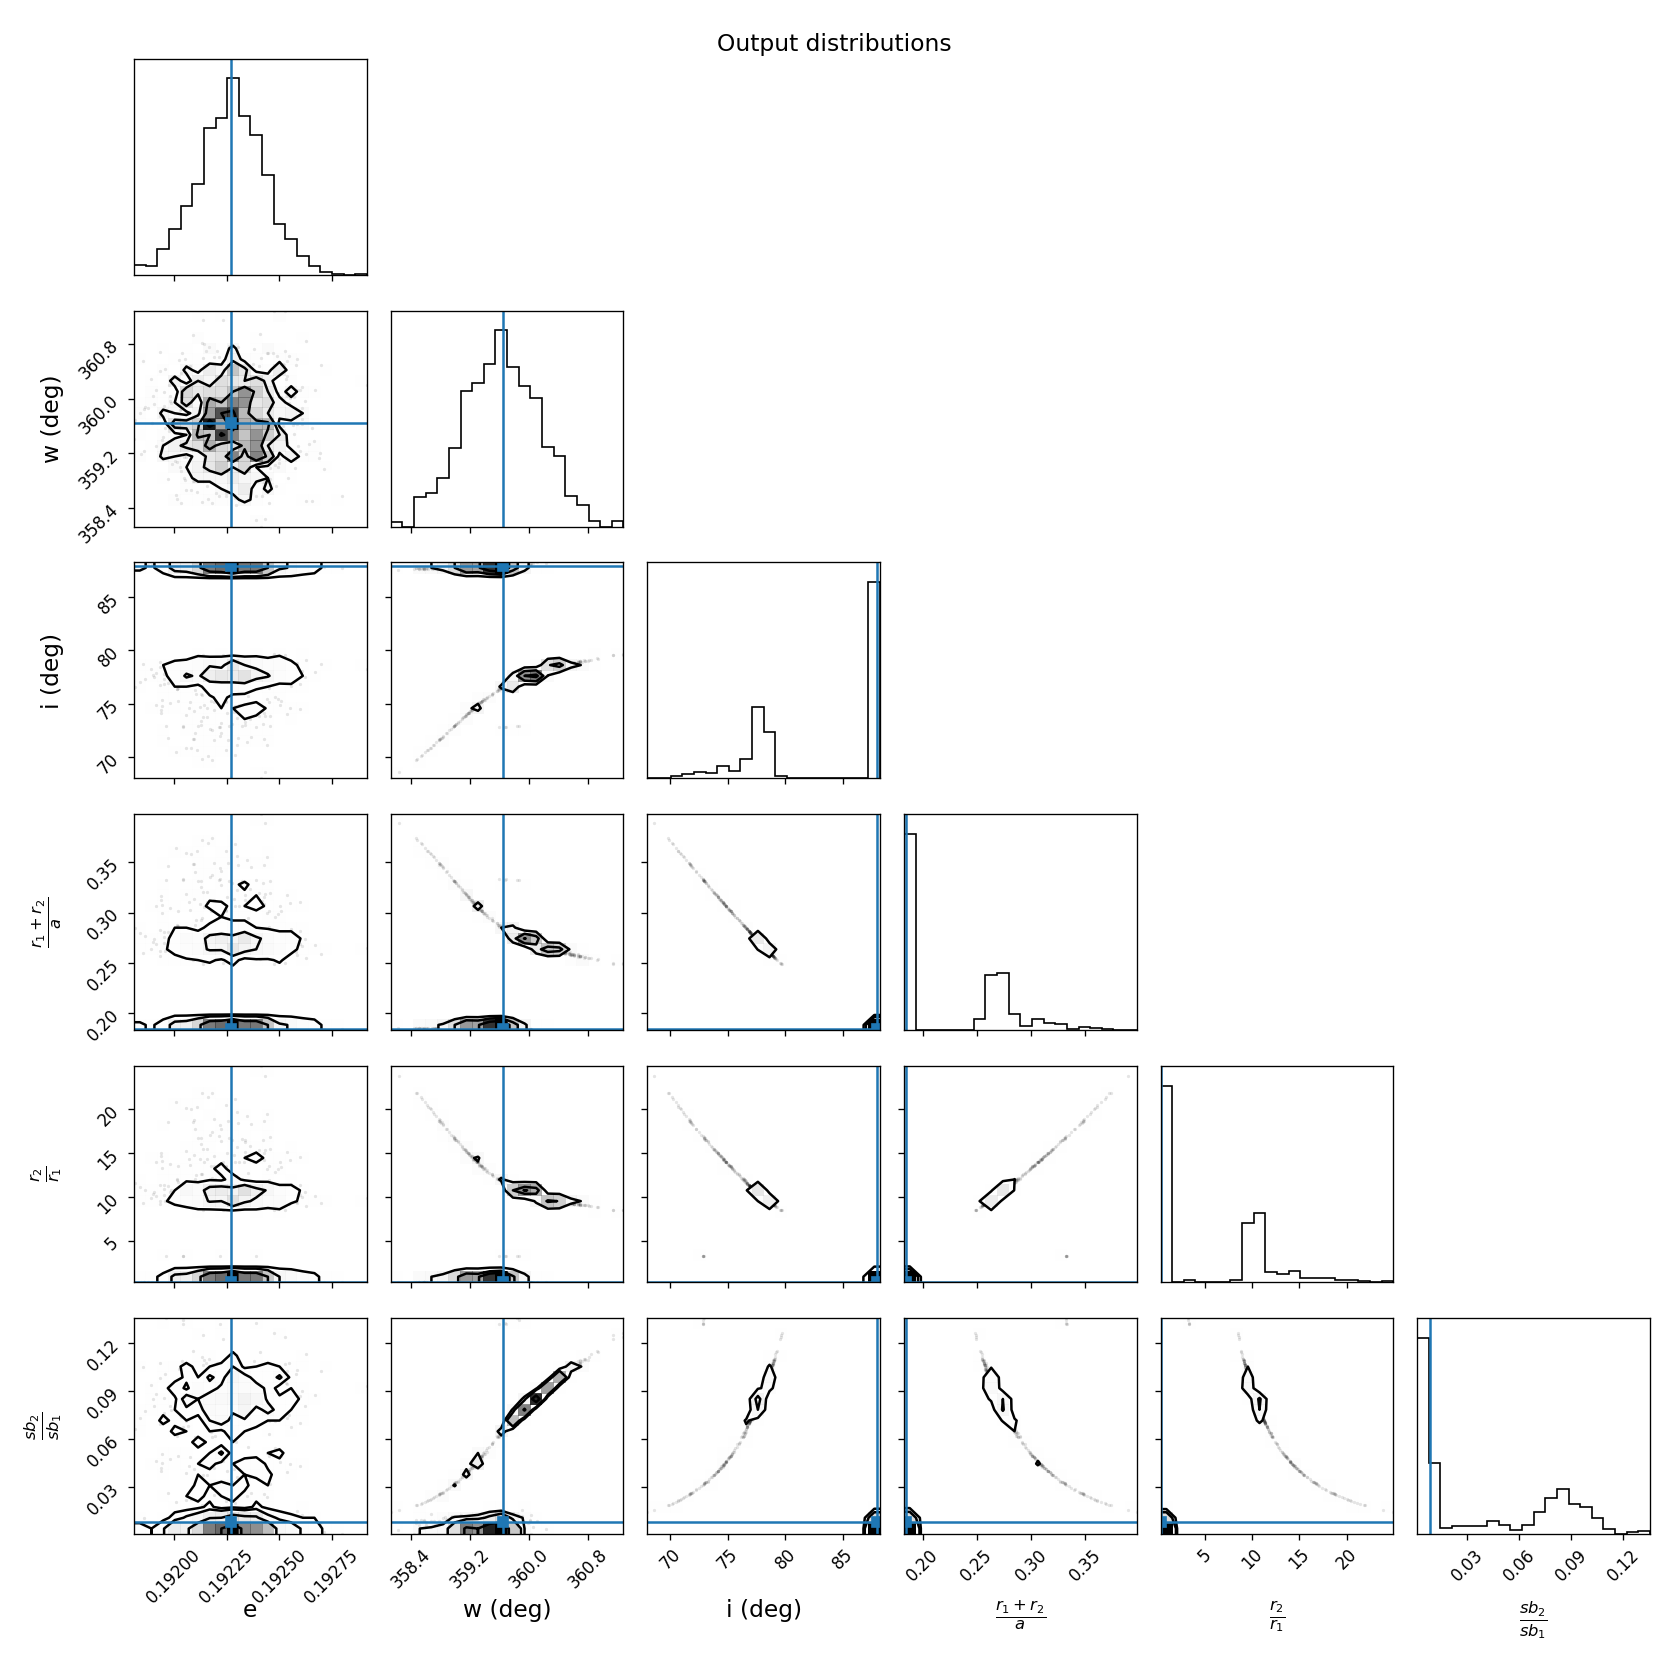 Output distributions
w (deg)
360.8
360.0
359.2
358.4
i (deg)
85
80
75
70
r₁ + r₂
a
0.35
0.30
0.25
0.20
r₂
r₁
20
15
10
5
sb₂
sb₁
0.12
0.09
0.06
0.03
0.19200 0.19225 0.19250 0.19275 358.4 359.2 360.0 360.8 70 75 80 85 0.20 0.25 0.30 0.35 5 10 15 20 0.03 0.06 0.09 0.12
e w (deg) i (deg) r₁ + r₂ r₂ sb₂
a r₁ sb₁